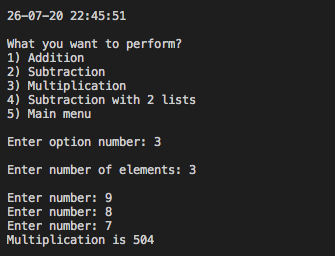 26-07-20 22:45:51
What you want to perform?
1) Addition
2) Subtraction
3) Multiplication
4) Subtraction with 2 lists
5) Main menu
Enter option number: 3
Enter number of elements: 3
Enter number: 9
Enter number: 8
Enter number: 7
Multiplication is 504